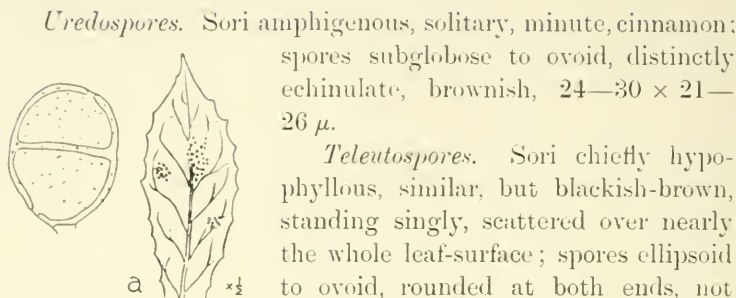 Uredospores. Sori amphigenous, solitary, minute, cinnamon;
spores subglobose to ovoid, distinctly
echinulate, brownish, 24—30 × 21—
26 μ.
Teleutospores. Sori chiefly hypo-
phyllous, similar, but blackish-brown,
standing singly, scattered over nearly
the whole leaf-surface; spores ellipsoid
to ovoid, rounded at both ends, not
a
×½